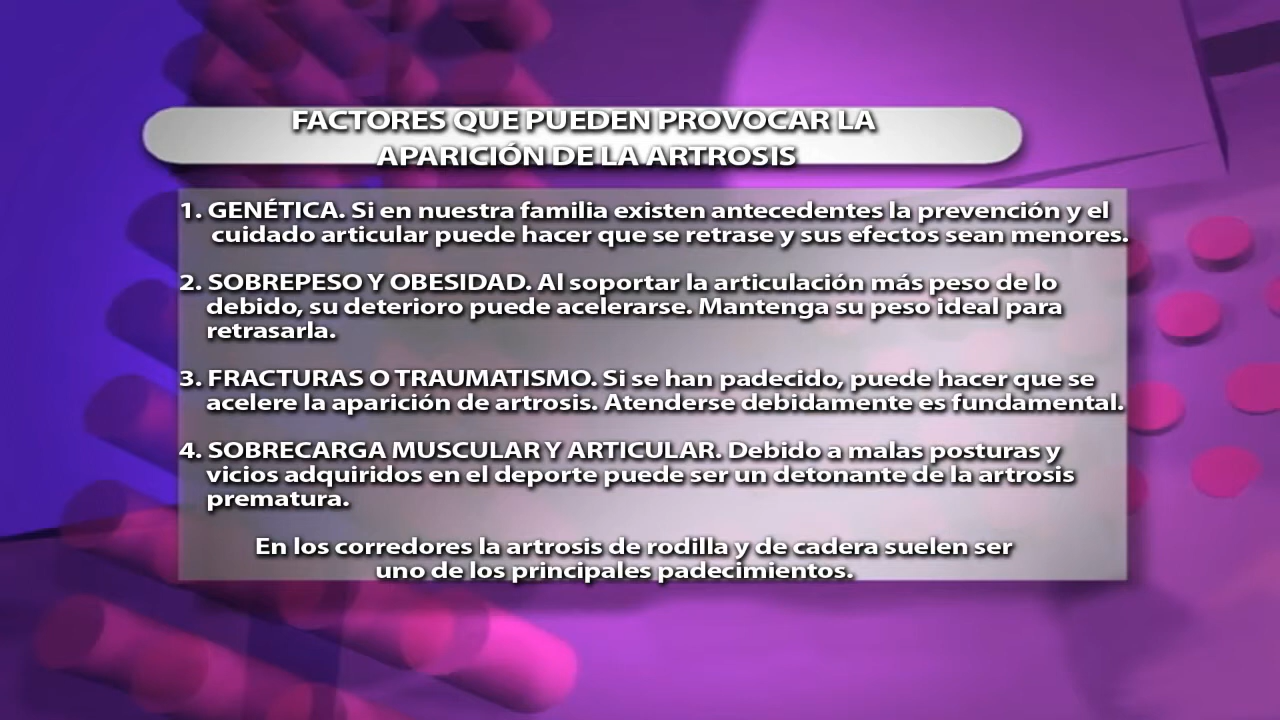 FACTORES QUE PUEDEN PROVOCAR LA
APARICIÓN DE LA ARTROSIS
1. GENÉTICA. Si en nuestra familia existen antecedentes la prevención y el
cuidado articular puede hacer que se retrase y sus efectos sean menores.
2. SOBREPESO Y OBESIDAD. Al soportar la articulación más peso de lo
debido, su deterioro puede acelerarse. Mantenga su peso ideal para
retrasarla.
3. FRACTURAS O TRAUMATISMO. Si se han padecido, puede hacer que se
acelere la aparición de artrosis. Atenderse debidamente es fundamental.
4. SOBRECARGA MUSCULAR Y ARTICULAR. Debido a malas posturas y
vicios adquiridos en el deporte puede ser un detonante de la artrosis
prematura.
En los corredores la artrosis de rodilla y de cadera suelen ser
uno de los principales padecimientos.